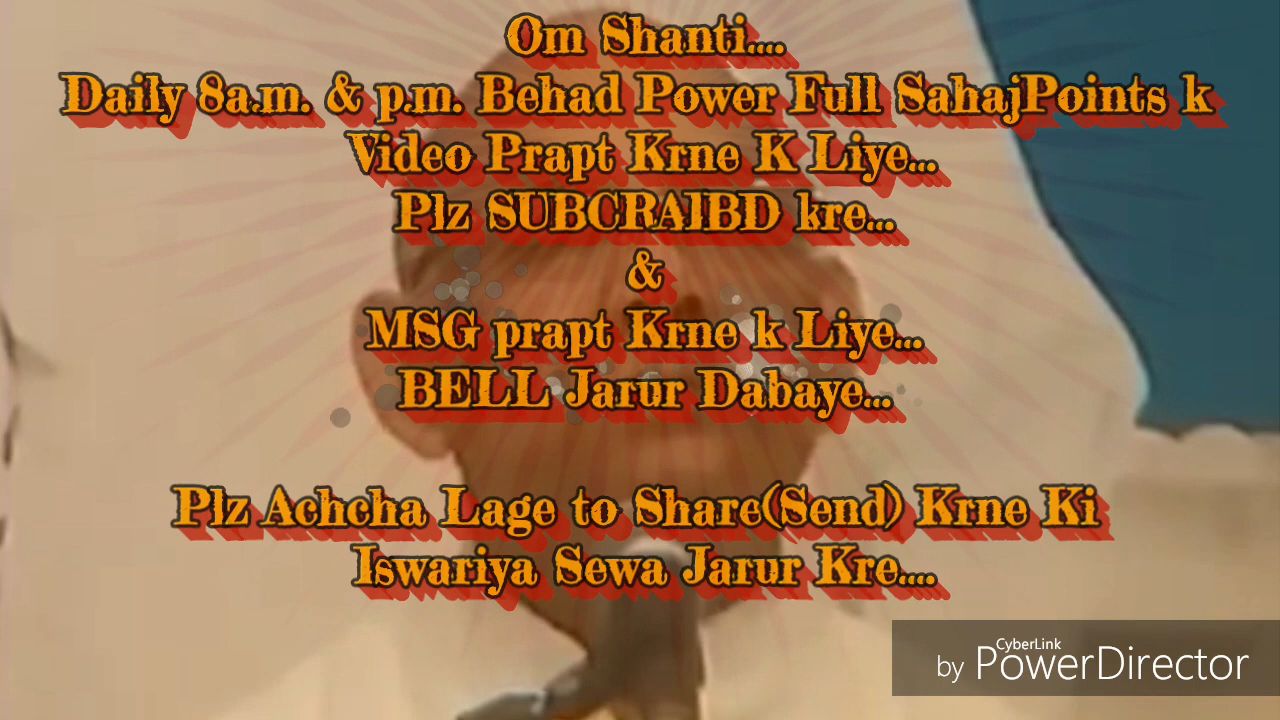 Om Shanti....
Daily 8a.m. & p.m. Behad Power Full SahajPoints k
Video Prapt Krne K Liye...
Plz SUBCRAIBD kre...
&
MSG prapt Krne k Liye...
BELL Jarur Dabaye...
Plz Achcha Lage to Share(Send) Krne Ki
Iswariya Sewa Jarur Kre....
by CyberLink PowerDirector